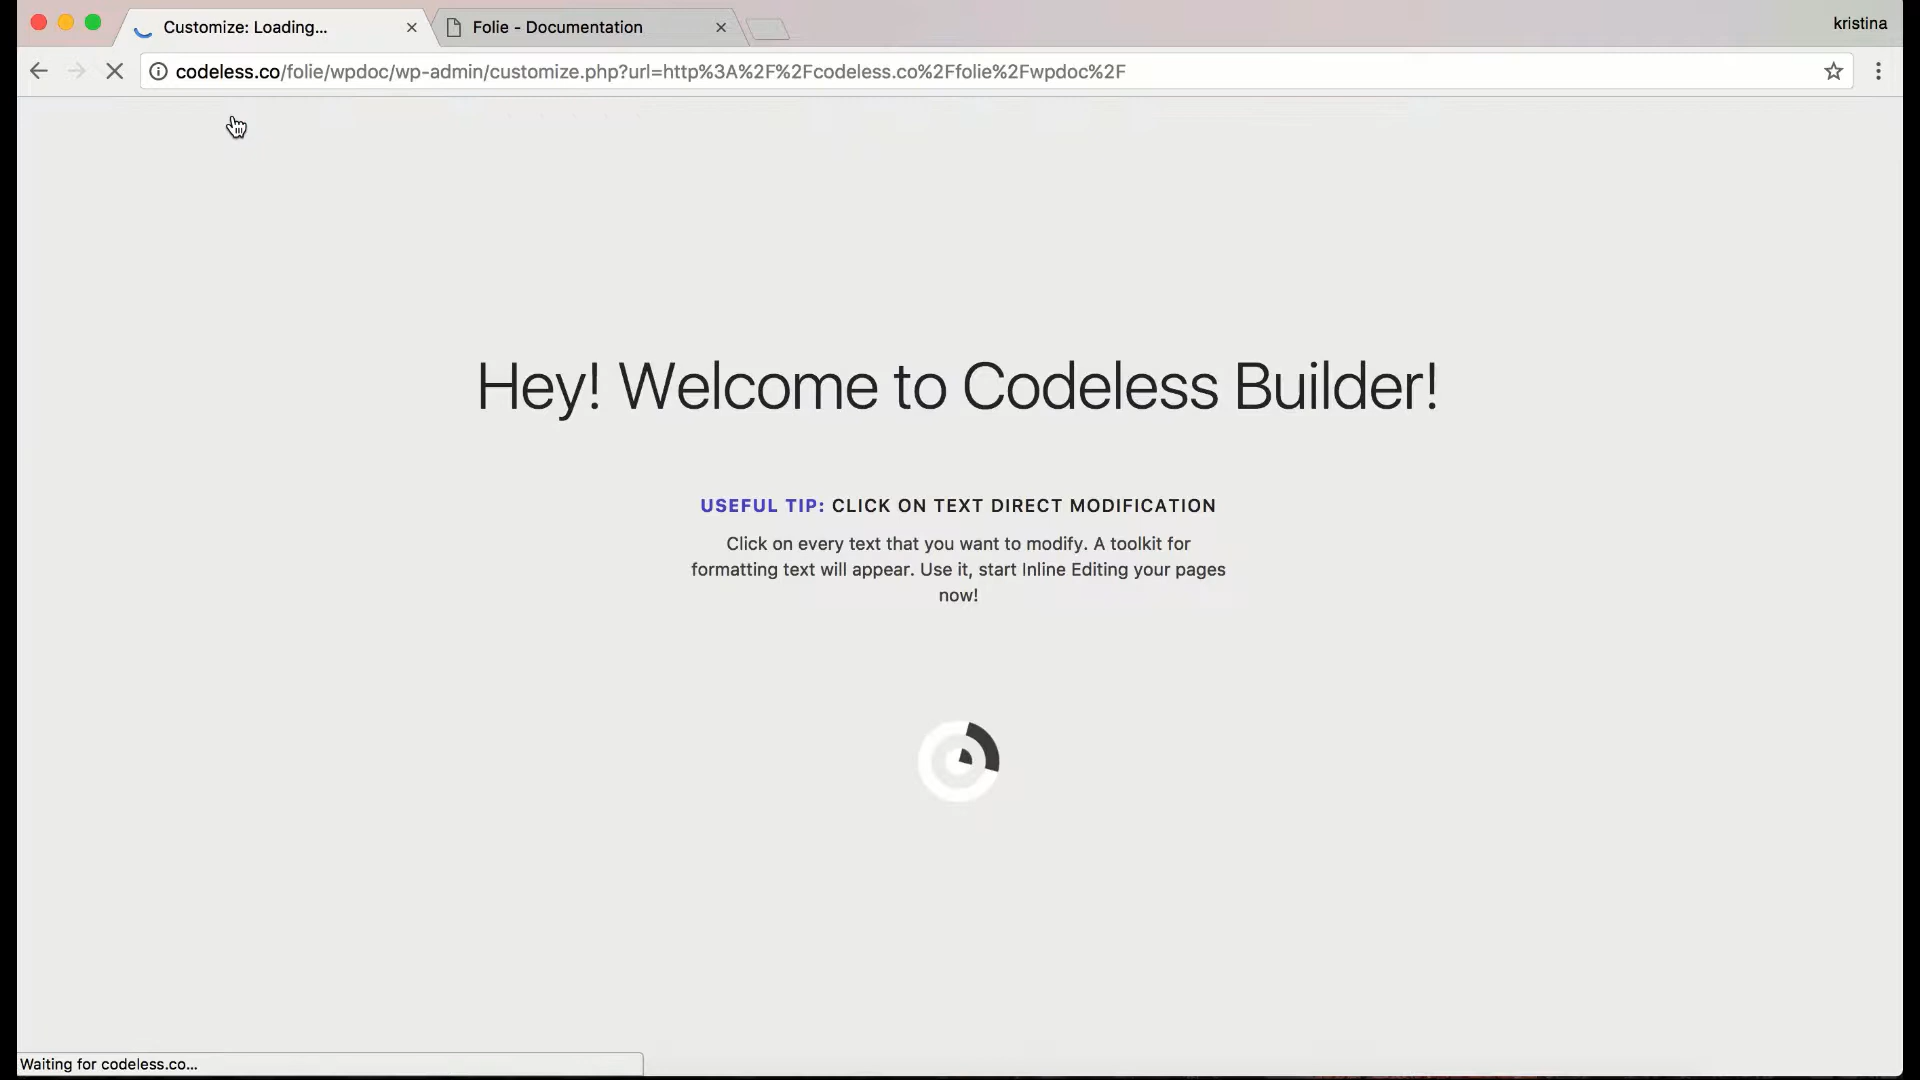 Customize: Loading...
Folie - Documentation
kristina
codeless.co/folie/wpdoc/wp-admin/customize.php?url=http%3A%2F%2Fcodeless.co%2Ffolie%2Fwpdoc%2F
Hey! Welcome to Codeless Builder!
USEFUL TIP: CLICK ON TEXT DIRECT MODIFICATION
Click on every text that you want to modify. A toolkit for
formatting text will appear. Use it, start Inline Editing your pages
now!
Waiting for codeless.co...